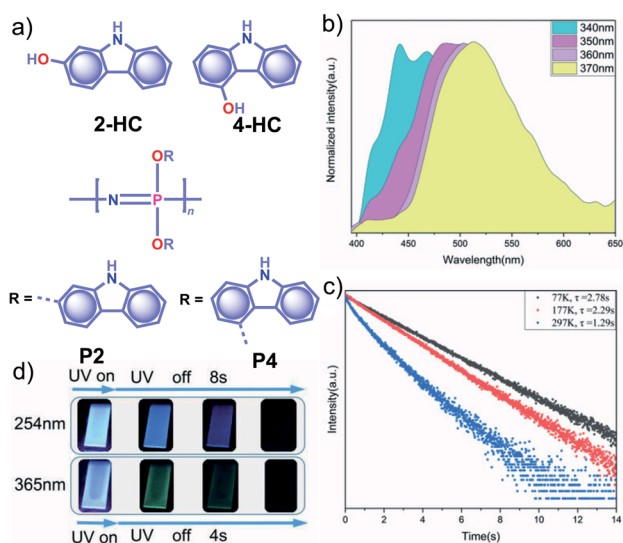 a)
H
N
HO
2-HC
H
N
OH
4-HC
OR
N
P
n
OR
R =
H
N
P2
R =
H
N
P4
b)
340nm
350nm
360nm
370nm
Normalized intensity(a.u.)
400 450 500 550 600 650
Wavelength(nm)
c)
77K, τ =2.78s
177K, τ =2.29s
297K, τ =1.29s
Intensity(a.u.)
0 2 4 6 8 10 12 14
Time(s)
d)
UV on UV off 8s
254nm
365nm
UV on UV off 4s